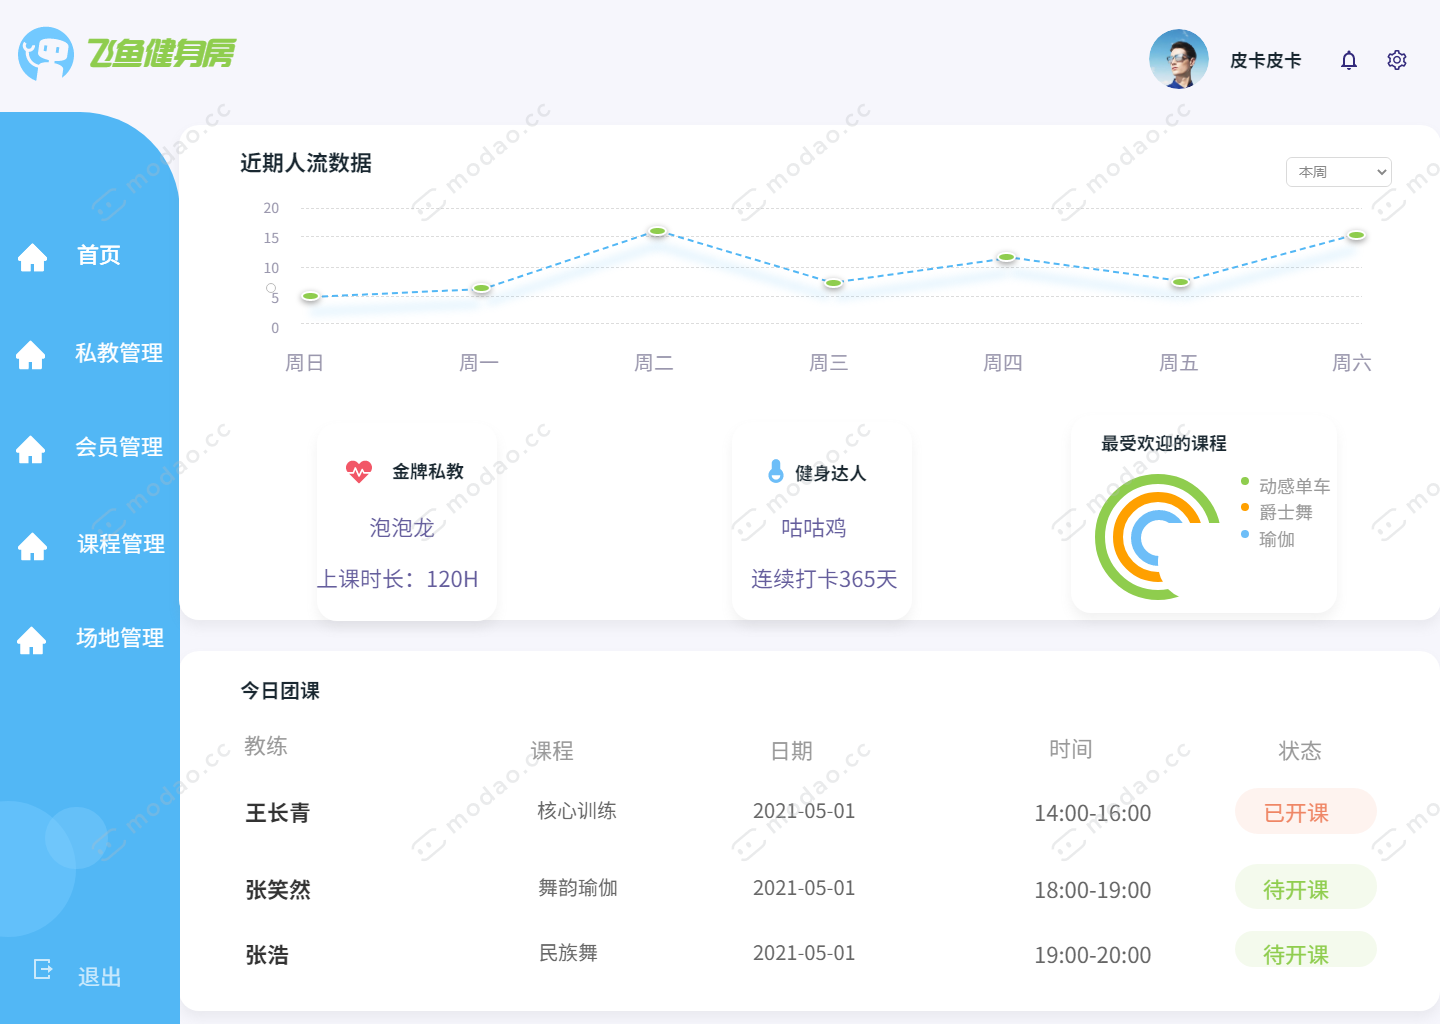 飞鱼健身房
皮卡皮卡
首页
私教管理
会员管理
课程管理
场地管理
退出
近期人流数据
本周
20
15
10
5
0
周日 周一 周二 周三 周四 周五 周六
金牌私教
泡泡龙
上课时长：120H
健身达人
咕咕鸡
连续打卡365天
最受欢迎的课程
动感单车
爵士舞
瑜伽
今日团课
教练 课程 日期 时间 状态
王长青 核心训练 2021-05-01 14:00-16:00 已开课
张笑然 舞韵瑜伽 2021-05-01 18:00-19:00 待开课
张浩 民族舞 2021-05-01 19:00-20:00 待开课
modao.cc